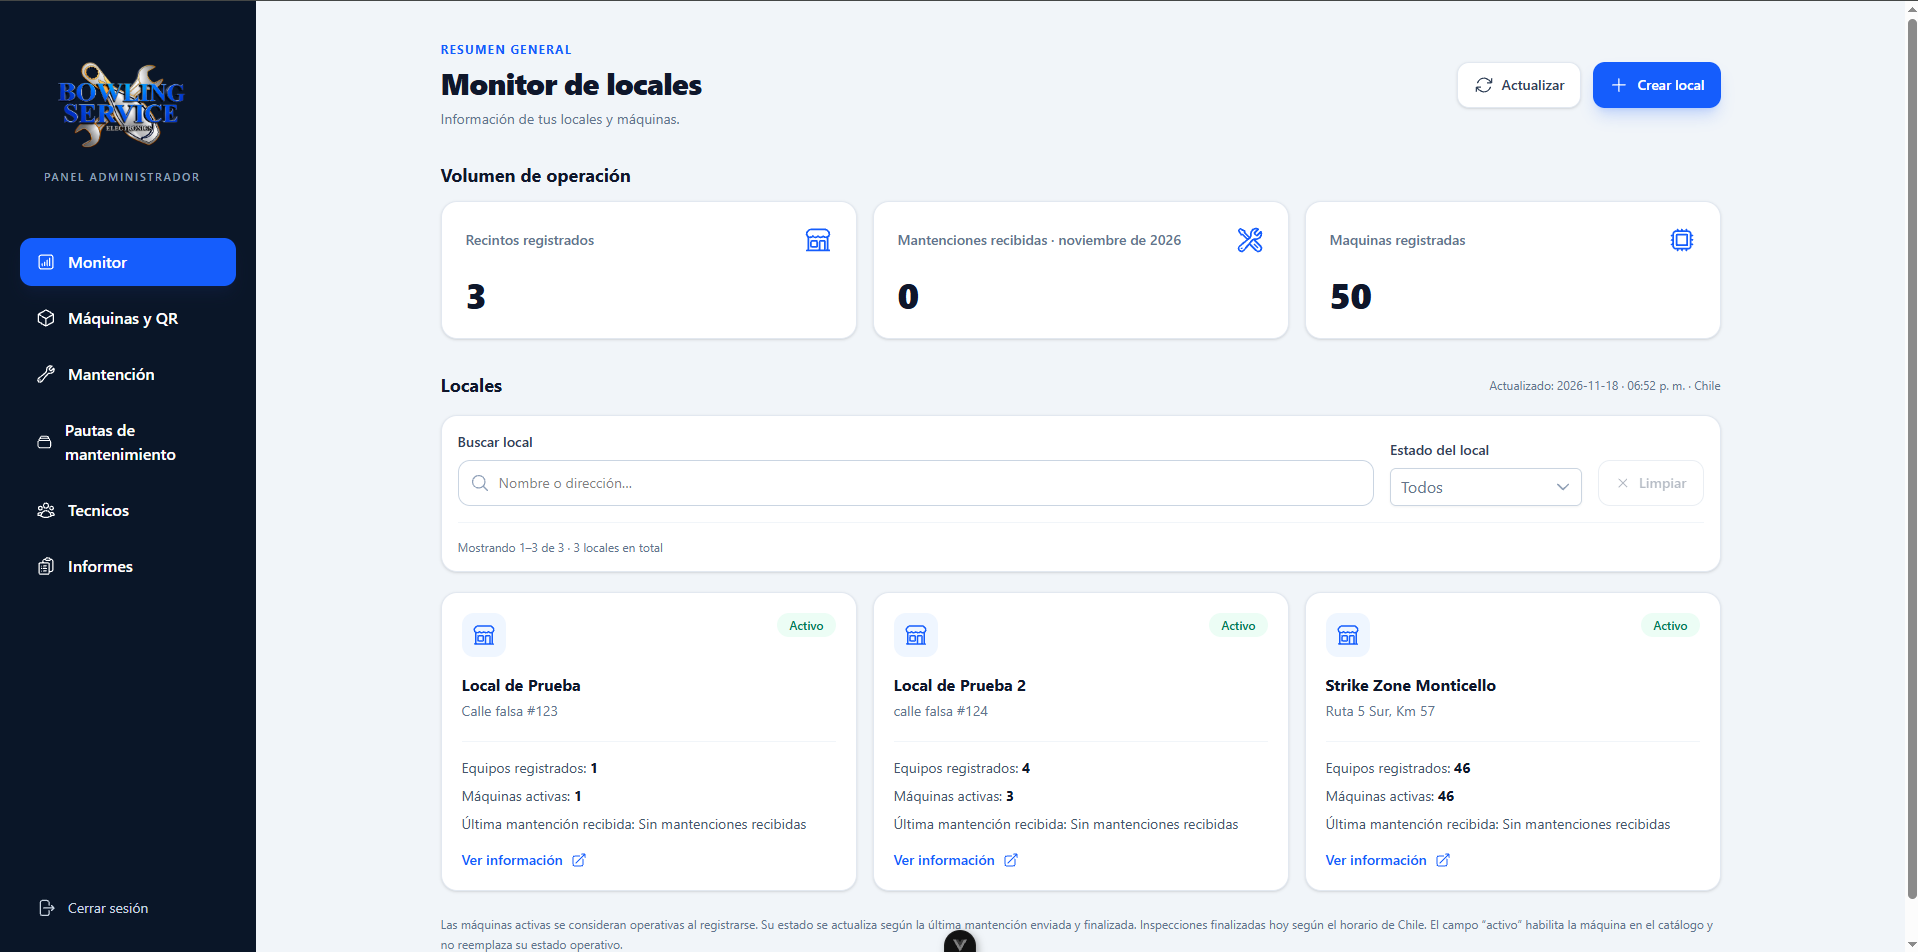 BOWLING
SERVICE
ELECTRONICS
PANEL ADMINISTRADOR
Monitor
Máquinas y QR
Mantención
Pautas de
mantenimiento
Tecnicos
Informes
Cerrar sesión
RESUMEN GENERAL
Monitor de locales
Información de tus locales y máquinas.
Actualizar
Crear local
Volumen de operación
Recintos registrados
3
Mantenciones recibidas · noviembre de 2026
0
Maquinas registradas
50
Locales
Actualizado: 2026-11-18 · 06:52 p. m. · Chile
Buscar local
Nombre o dirección...
Estado del local
Todos
Limpiar
Mostrando 1–3 de 3 · 3 locales en total
Activo
Local de Prueba
Calle falsa #123
Equipos registrados: 1
Máquinas activas: 1
Última mantención recibida: Sin mantenciones recibidas
Ver información
Activo
Local de Prueba 2
calle falsa #124
Equipos registrados: 4
Máquinas activas: 3
Última mantención recibida: Sin mantenciones recibidas
Ver información
Activo
Strike Zone Monticello
Ruta 5 Sur, Km 57
Equipos registrados: 46
Máquinas activas: 46
Última mantención recibida: Sin mantenciones recibidas
Ver información
Las máquinas activas se consideran operativas al registrarse. Su estado se actualiza según la última mantención enviada y finalizada. Inspecciones finalizadas hoy según el horario de Chile. El campo “activo” habilita la máquina en el catálogo y
no reemplaza su estado operativo.